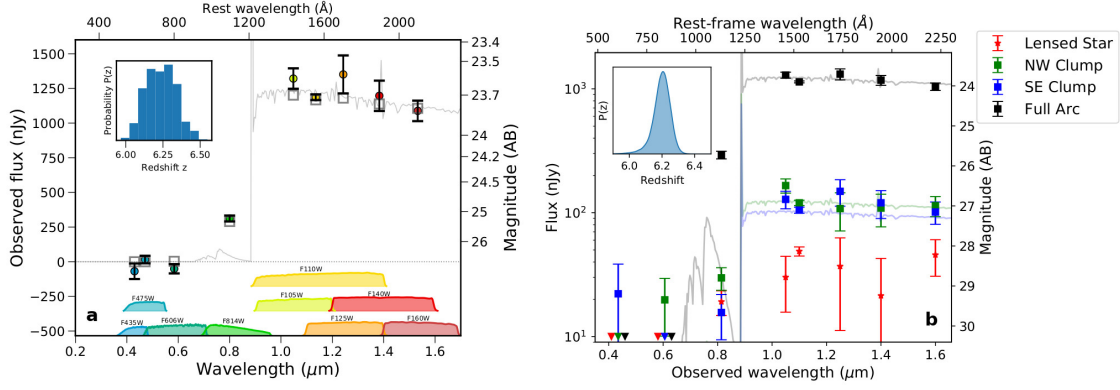 Rest wavelength (Å)
400 800 1200 1600 2000
Observed flux (nJy)
1500
1250
1000
750
500
250
0
−250
−500
23.4
23.5
23.7
24
24.2
24.5
25
26
Magnitude (AB)
Probability P(z)
6.00 6.25 6.50
Redshift z
F110W
F475W F105W F140W
F435W F606W F814W F125W F160W
a
0.2 0.4 0.6 0.8 1.0 1.2 1.4 1.6
Wavelength (μm)
Rest-frame wavelength (Å)
500 750 1000 1250 1500 1750 2000 2250
Flux (nJy)
10³
10²
10¹
P(z)
6.0 6.2 6.4
Redshift
24
25
26
27
28
29
30
Magnitude (AB)
b
0.4 0.6 0.8 1.0 1.2 1.4 1.6
Observed wavelength (μm)
Lensed Star
NW Clump
SE Clump
Full Arc